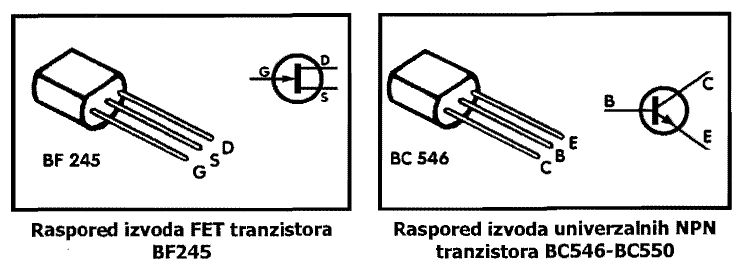 G
D
S
BF 245
D
S
G
Raspored izvoda FET tranzistora
BF245
B
C
E
BC 546
E
B
C
Raspored izvoda univerzalnih NPN
tranzistora BC546-BC550